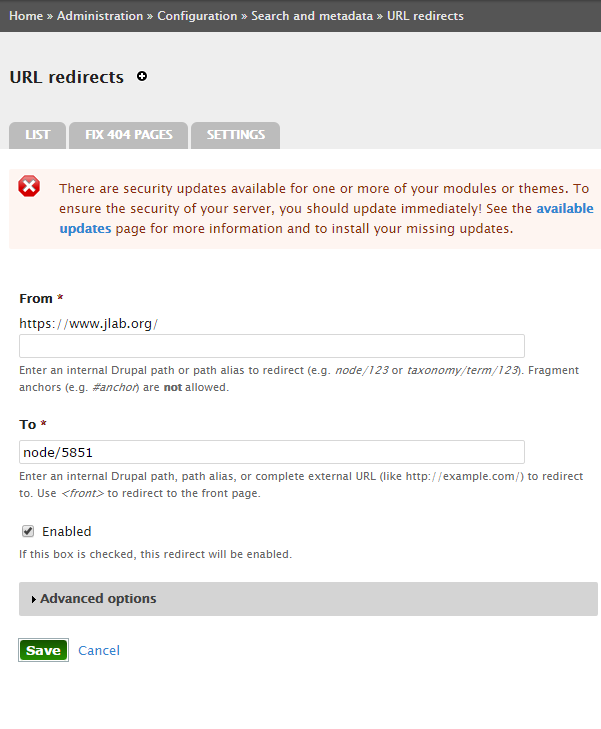 Home » Administration » Configuration » Search and metadata » URL redirects
URL redirects
LIST FIX 404 PAGES SETTINGS
There are security updates available for one or more of your modules or themes. To
ensure the security of your server, you should update immediately! See the available
updates page for more information and to install your missing updates.
From *
https://www.jlab.org/
Enter an internal Drupal path or path alias to redirect (e.g. node/123 or taxonomy/term/123). Fragment
anchors (e.g. #anchor) are not allowed.
To *
node/5851
Enter an internal Drupal path, path alias, or complete external URL (like http://example.com/) to redirect
to. Use <front> to redirect to the front page.
Enabled
If this box is checked, this redirect will be enabled.
Advanced options
Save Cancel